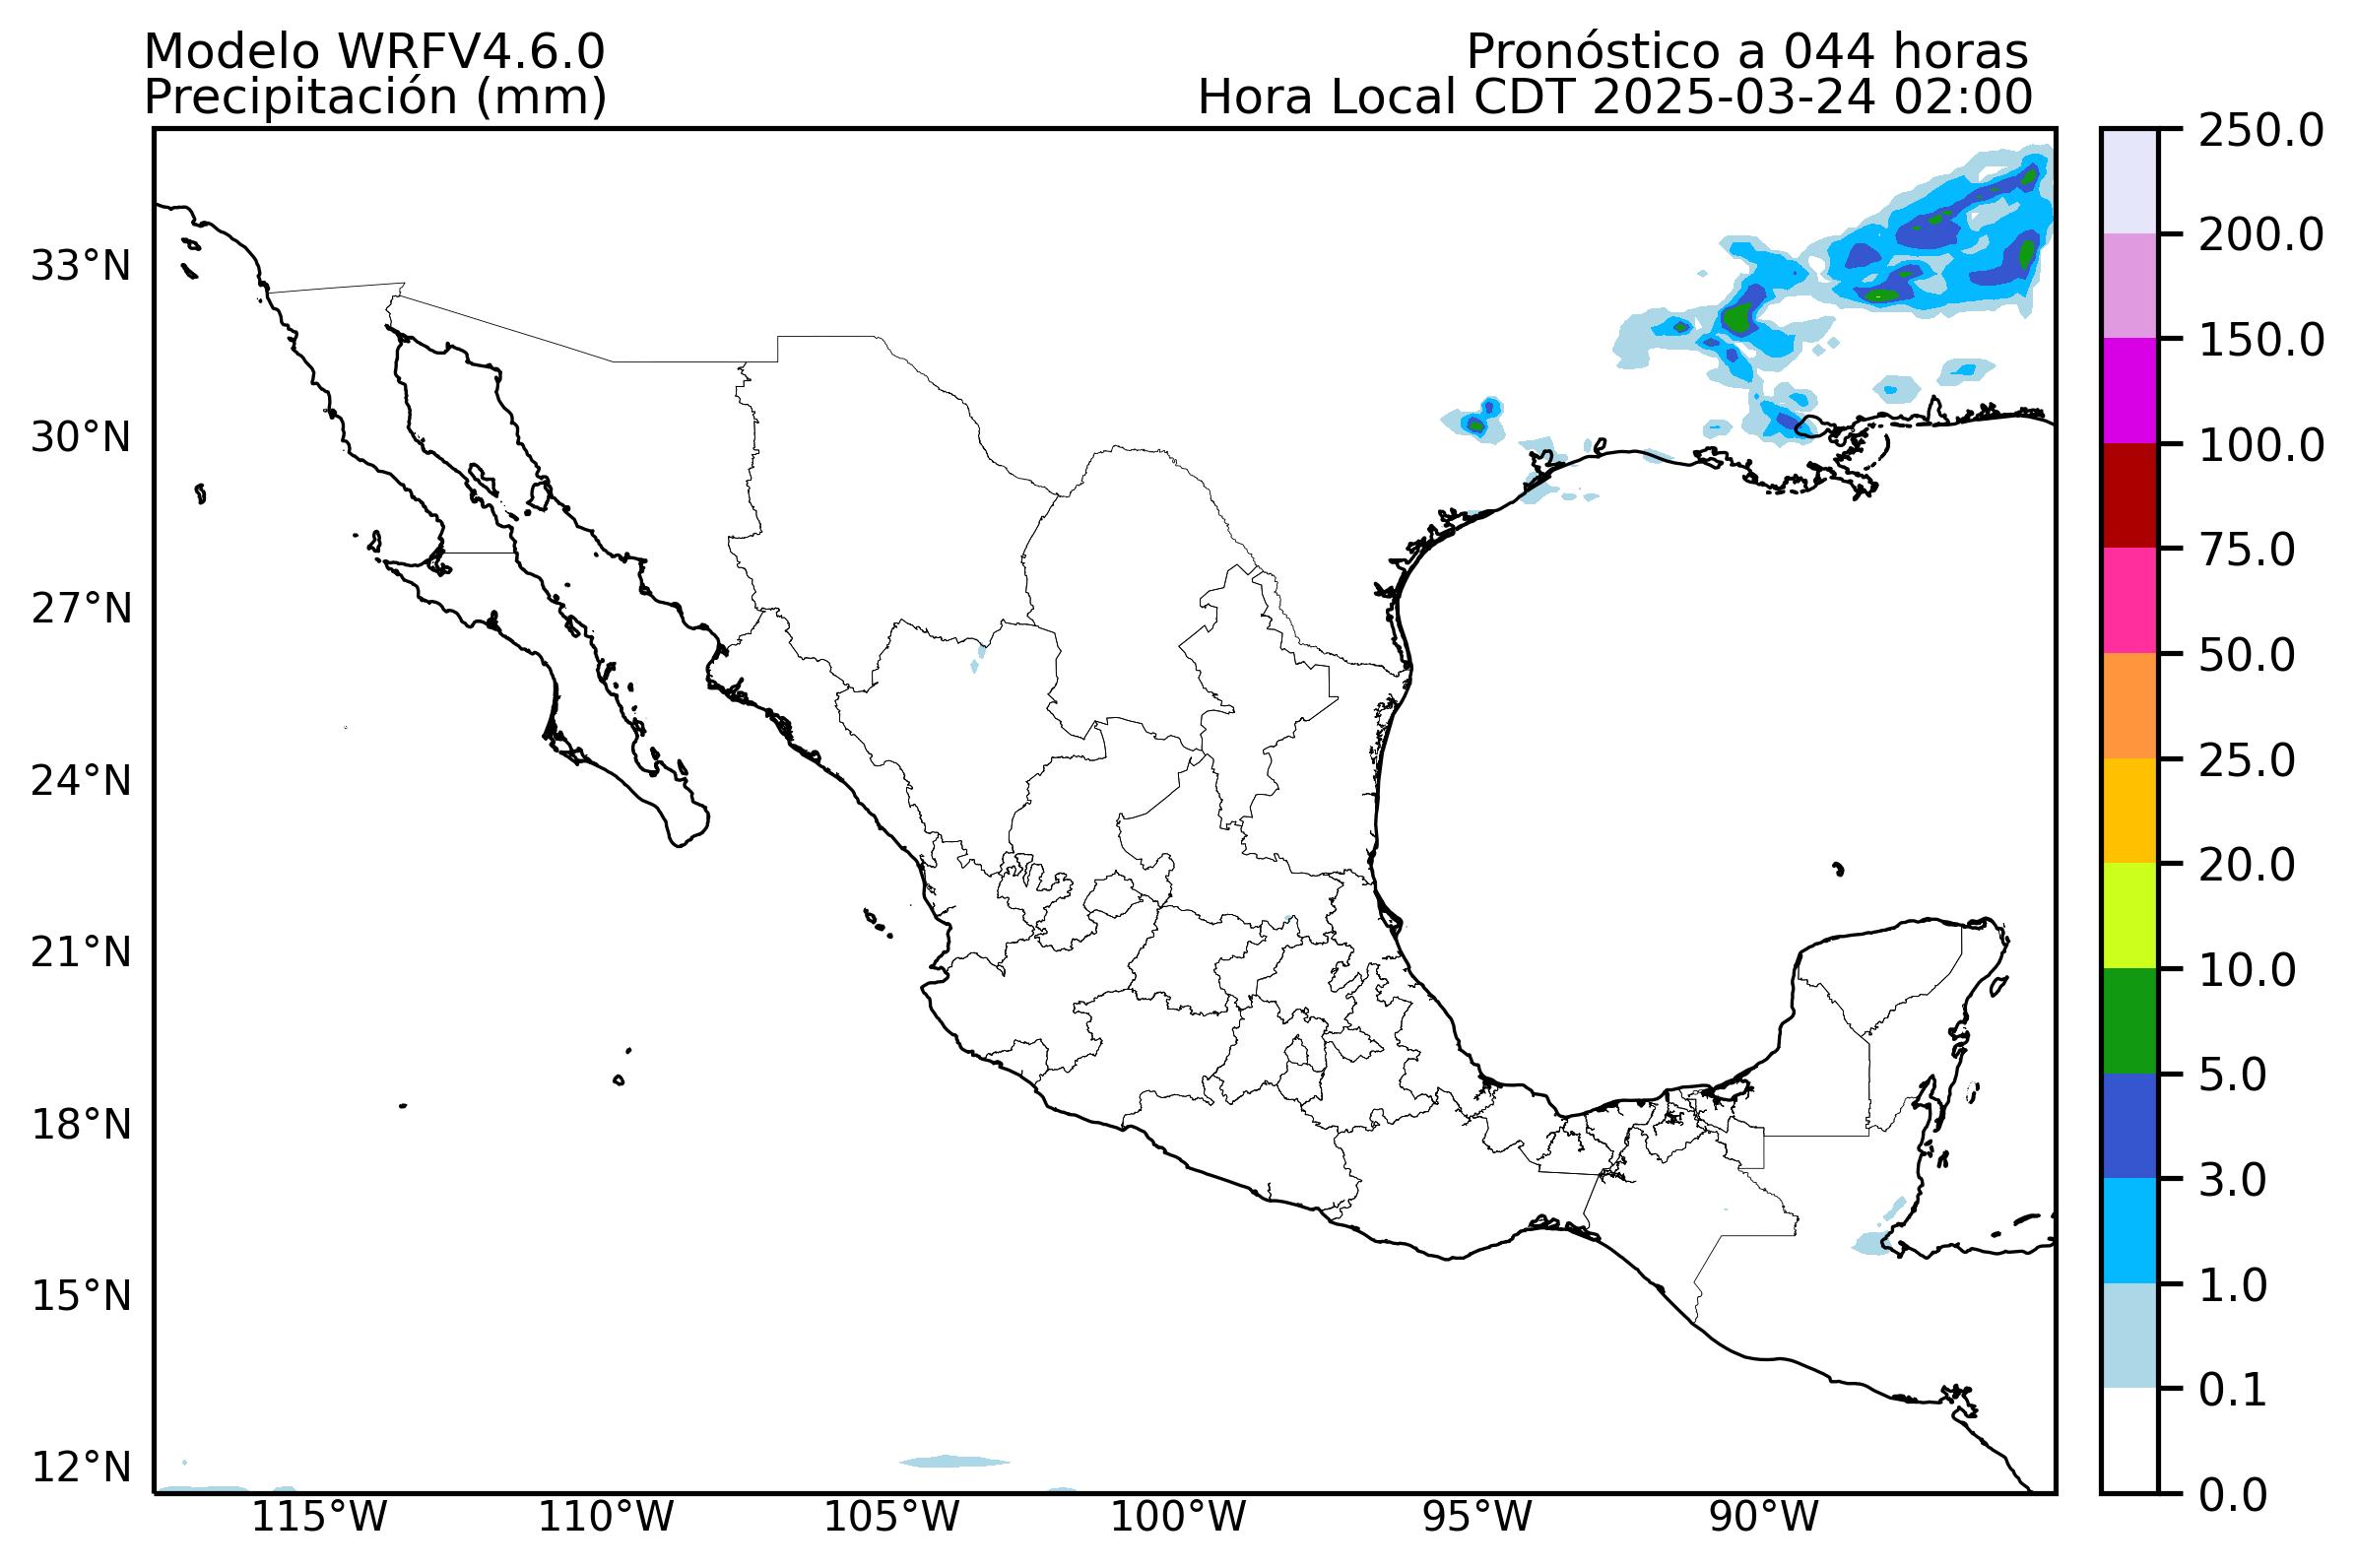 Modelo WRFV4.6.0
Precipitación (mm)
Pronóstico a 044 horas
Hora Local CDT 2025-03-24 02:00
33°N
30°N
27°N
24°N
21°N
18°N
15°N
12°N
115°W
110°W
105°W
100°W
95°W
90°W
250.0
200.0
150.0
100.0
75.0
50.0
25.0
20.0
10.0
5.0
3.0
1.0
0.1
0.0